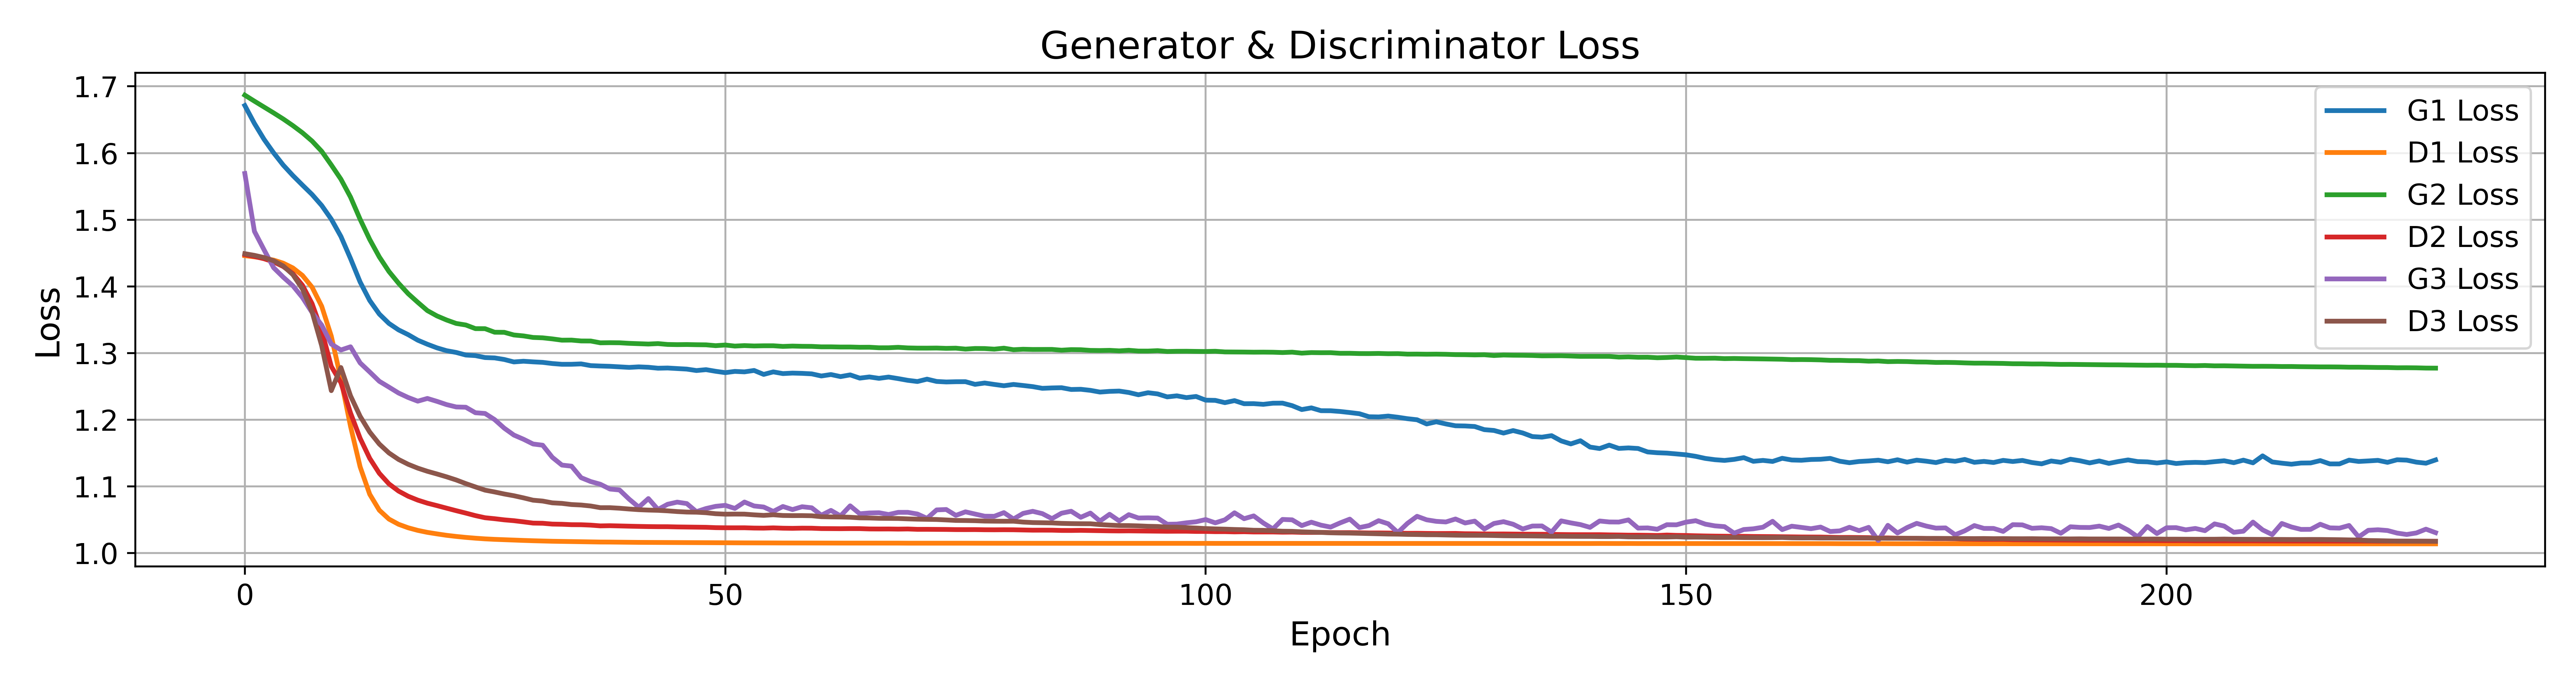 Generator & Discriminator Loss
Loss
1.7
1.6
1.5
1.4
1.3
1.2
1.1
1.0
0
50
100
150
200
Epoch
G1 Loss
D1 Loss
G2 Loss
D2 Loss
G3 Loss
D3 Loss